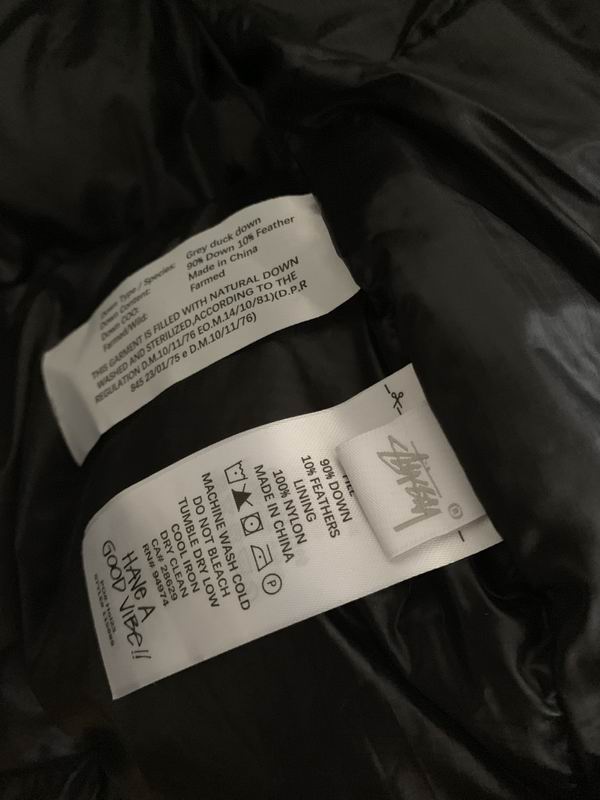 Down Type / Species: Grey duck down
Down Content: 90% Down 10% Feather
Down COO: Made in China
Farmed/Wild: Farmed
THIS GARMENT IS FILLED WITH NATURAL DOWN
WASHED AND STERILIZED,ACCORDING TO THE
REGULATION D.M.10/11/76 EO.M.14/10/81)(D.P.R
845 23/01/75 e D.M.10/11/76)
Stüssy
®
90% DOWN
10% FEATHERS
LINING
100% NYLON
MADE IN CHINA
P
MACHINE WASH COLD
DO NOT BLEACH
TUMBLE DRY LOW
COOL IRON
DRY CLEAN
CA# 28629
RN# 94974
HAVE A
GOOD VIBE!!